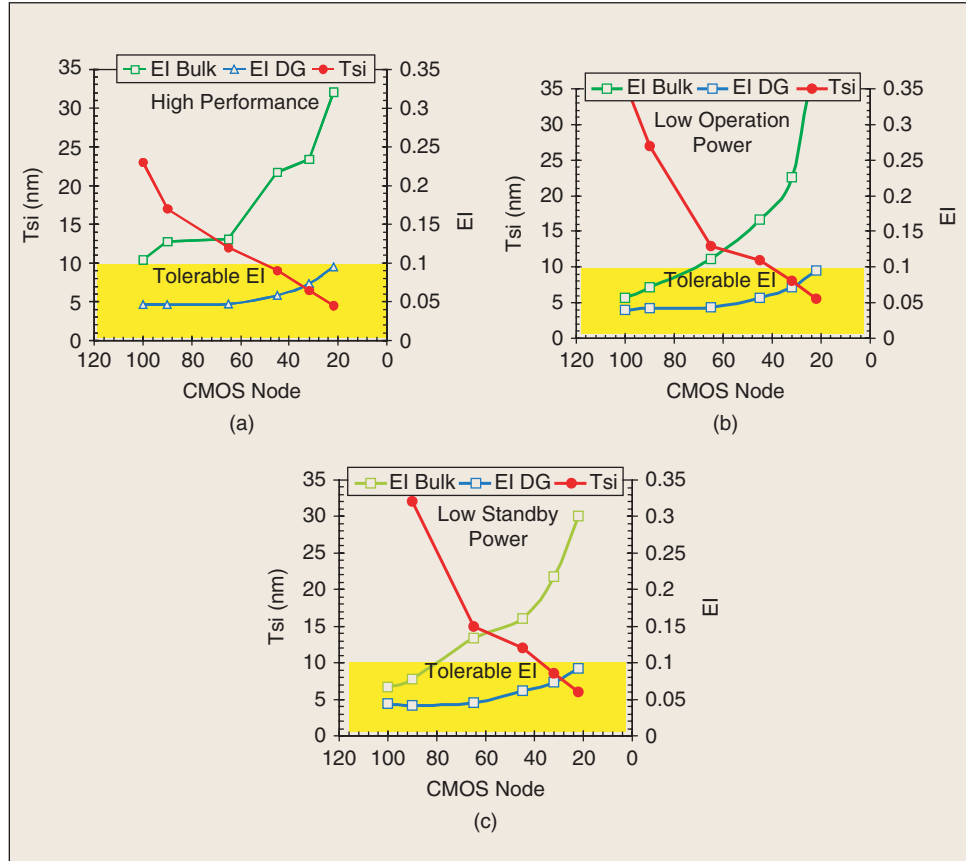 EI Bulk EI DG Tsi
High Performance
35
30
25
20
15
10
5
0
Tsi (nm)
0.35
0.3
0.25
0.2
0.15
0.1
0.05
0
EI
Tolerable EI
120 100 80 60 40 20 0
CMOS Node
(a)
EI Bulk EI DG Tsi
Low Operation
Power
35
30
25
20
15
10
5
0
Tsi (nm)
0.35
0.3
0.25
0.2
0.15
0.1
0.05
0
EI
Tolerable EI
120 100 80 60 40 20 0
CMOS Node
(b)
EI Bulk EI DG Tsi
Low Standby
Power
35
30
25
20
15
10
5
0
Tsi (nm)
0.35
0.3
0.25
0.2
0.15
0.1
0.05
0
EI
Tolerable EI
120 100 80 60 40 20 0
CMOS Node
(c)